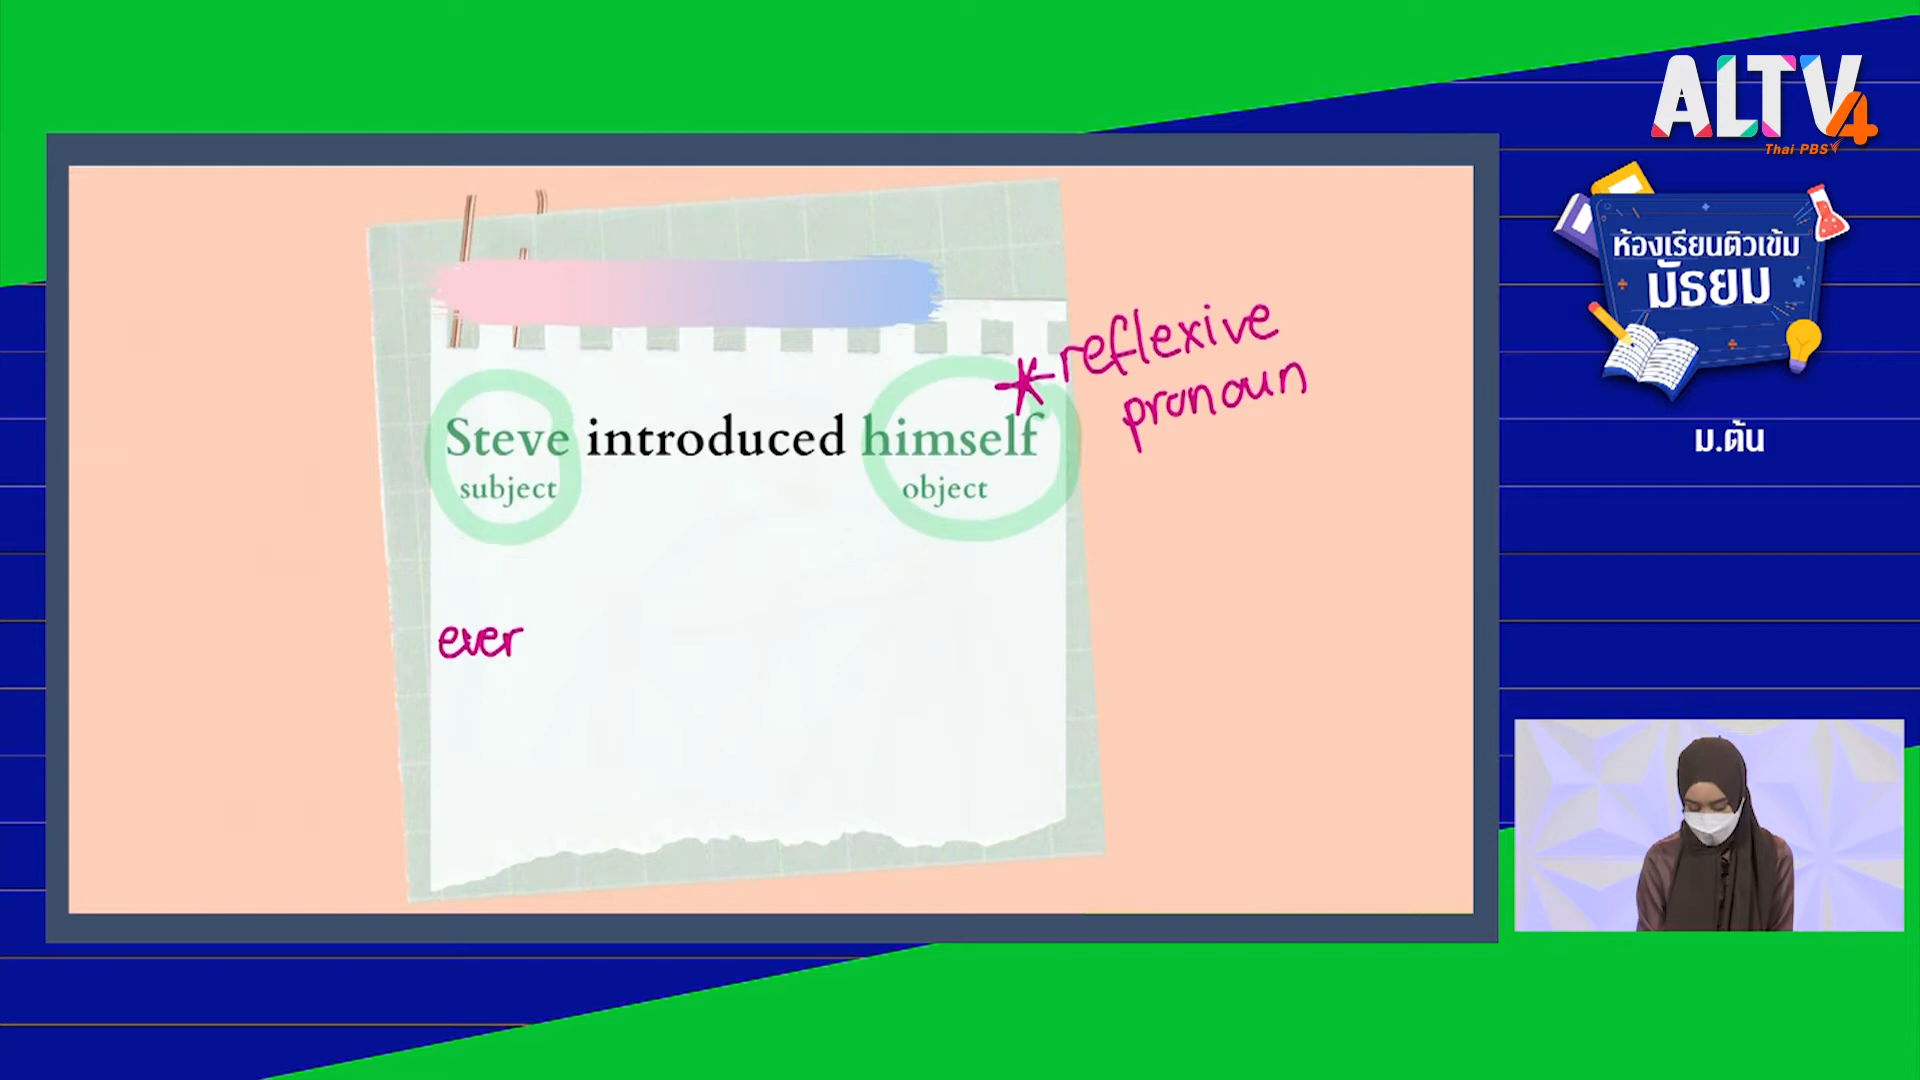 ALTV4
Thai PBS
ห้องเรียนติวเข้ม
มัธยม
ม.ต้น
reflexive
pronoun
Steve introduced himself
subject object
ever